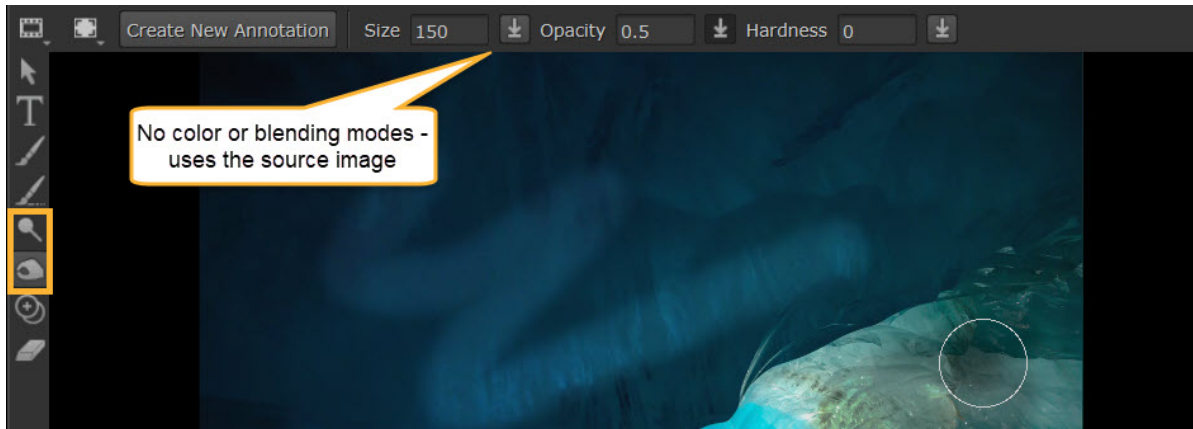 Create New Annotation Size 150 Opacity 0.5 Hardness 0
T
No color or blending modes -
uses the source image